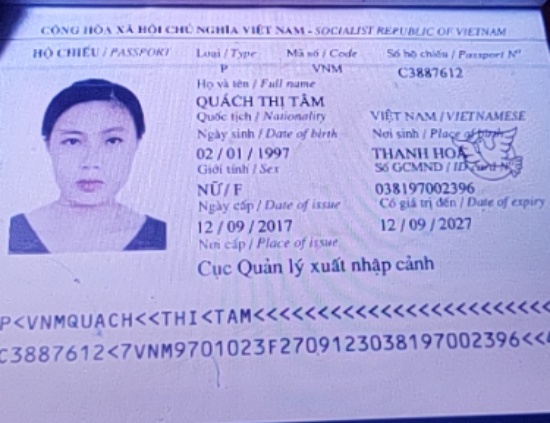 CỘNG HÒA XÃ HỘI CHỦ NGHĨA VIỆT NAM - SOCIALIST REPUBLIC OF VIETNAM
HỘ CHIẾU / PASSPORT Loại / Type Mã số / Code Số hộ chiếu / Passport Nº
P VNM C3887612
Họ và tên / Full name
QUÁCH THỊ TÂM
Quốc tịch / Nationality VIỆT NAM / VIETNAMESE
Ngày sinh / Date of birth Nơi sinh / Place of birth
02 / 01 / 1997 THANH HOÁ
Giới tính / Sex Số GCMND / ID Card Nº
NỮ / F 038197002396
Ngày cấp / Date of issue Có giá trị đến / Date of expiry
12 / 09 / 2017 12 / 09 / 2027
Nơi cấp / Place of issue
Cục Quản lý xuất nhập cảnh
P<VNMQUACH<<THI<TAM<<<<<<<<<<<<<<<<<<<<<<<<
C3887612<7VNM9701023F2709123038197002396<<4